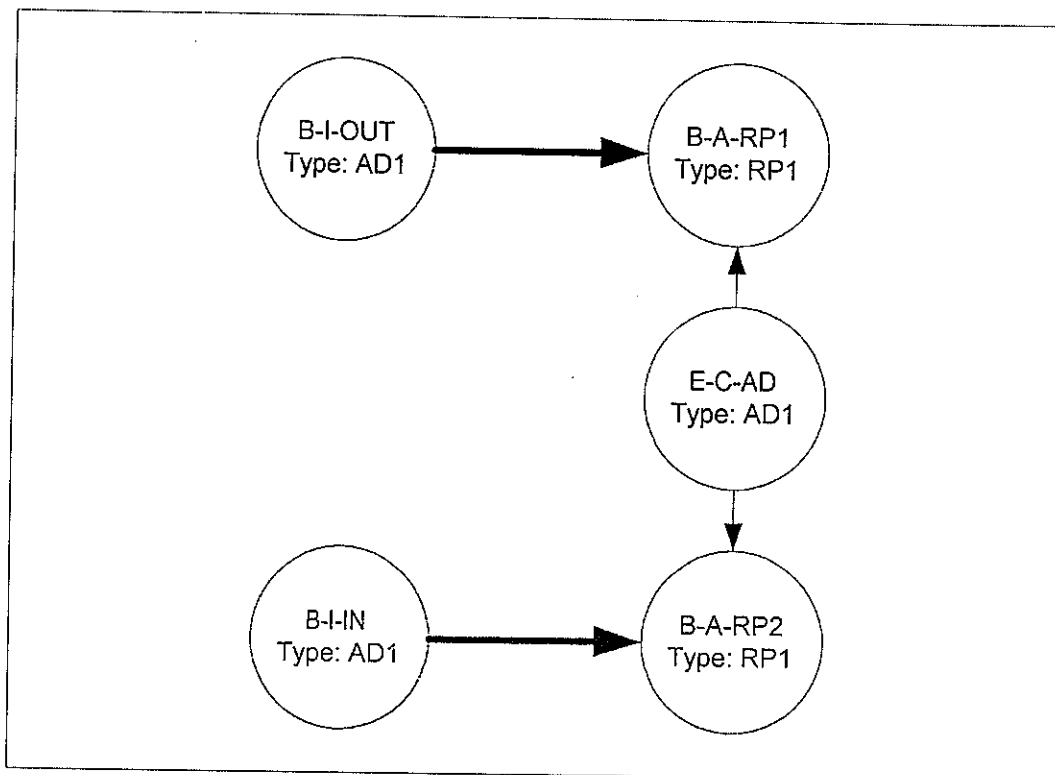 B-I-OUT
Type: AD1
B-A-RP1
Type: RP1
E-C-AD
Type: AD1
B-I-IN
Type: AD1
B-A-RP2
Type: RP1